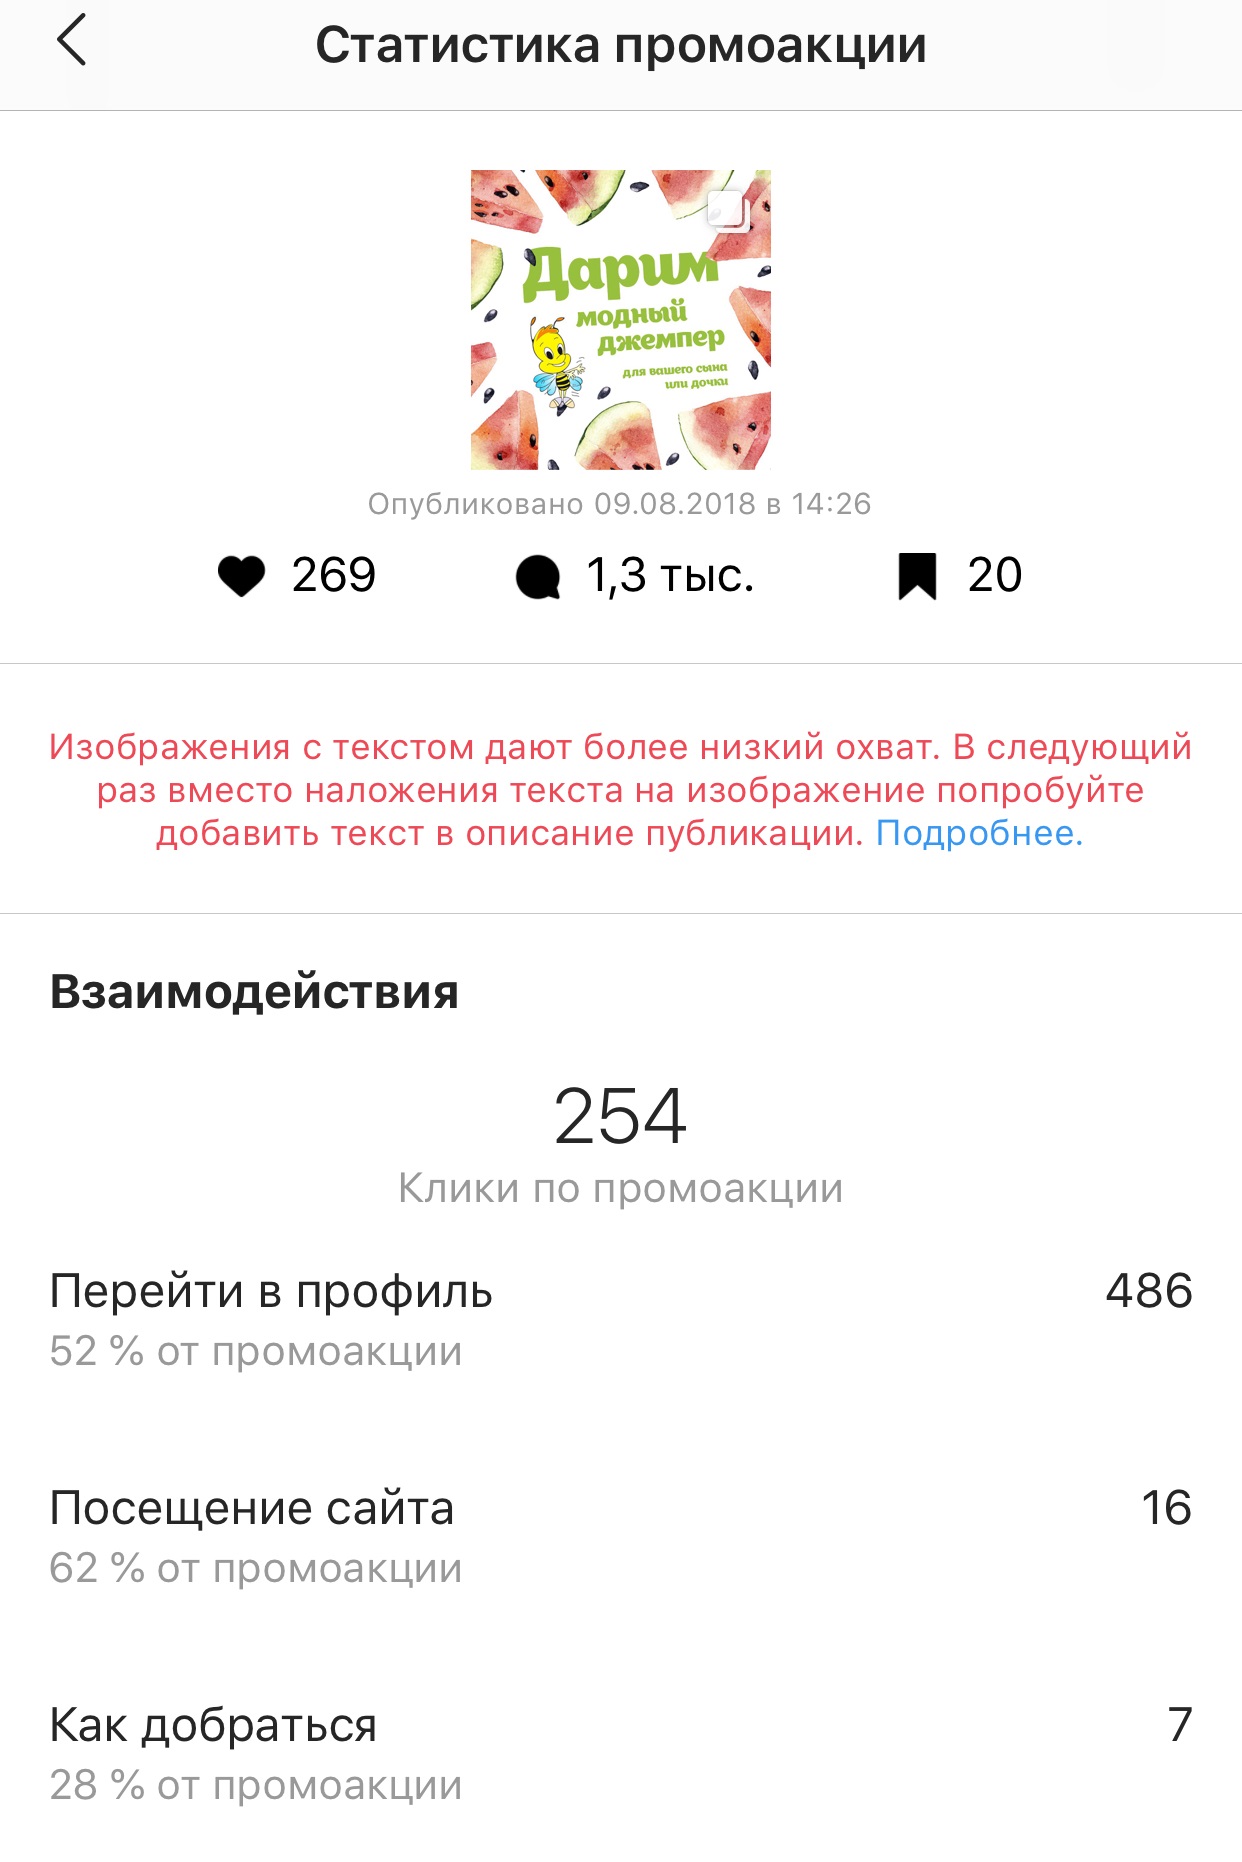 Статистика промоакции
Дарим
модный
джемпер
для вашего сына
или дочки
Опубликовано 09.08.2018 в 14:26
269
1,3 тыс.
20
Изображения с текстом дают более низкий охват. В следующий
раз вместо наложения текста на изображение попробуйте
добавить текст в описание публикации. Подробнее.
Взаимодействия
254
Клики по промоакции
Перейти в профиль
486
52 % от промоакции
Посещение сайта
16
62 % от промоакции
Как добраться
7
28 % от промоакции